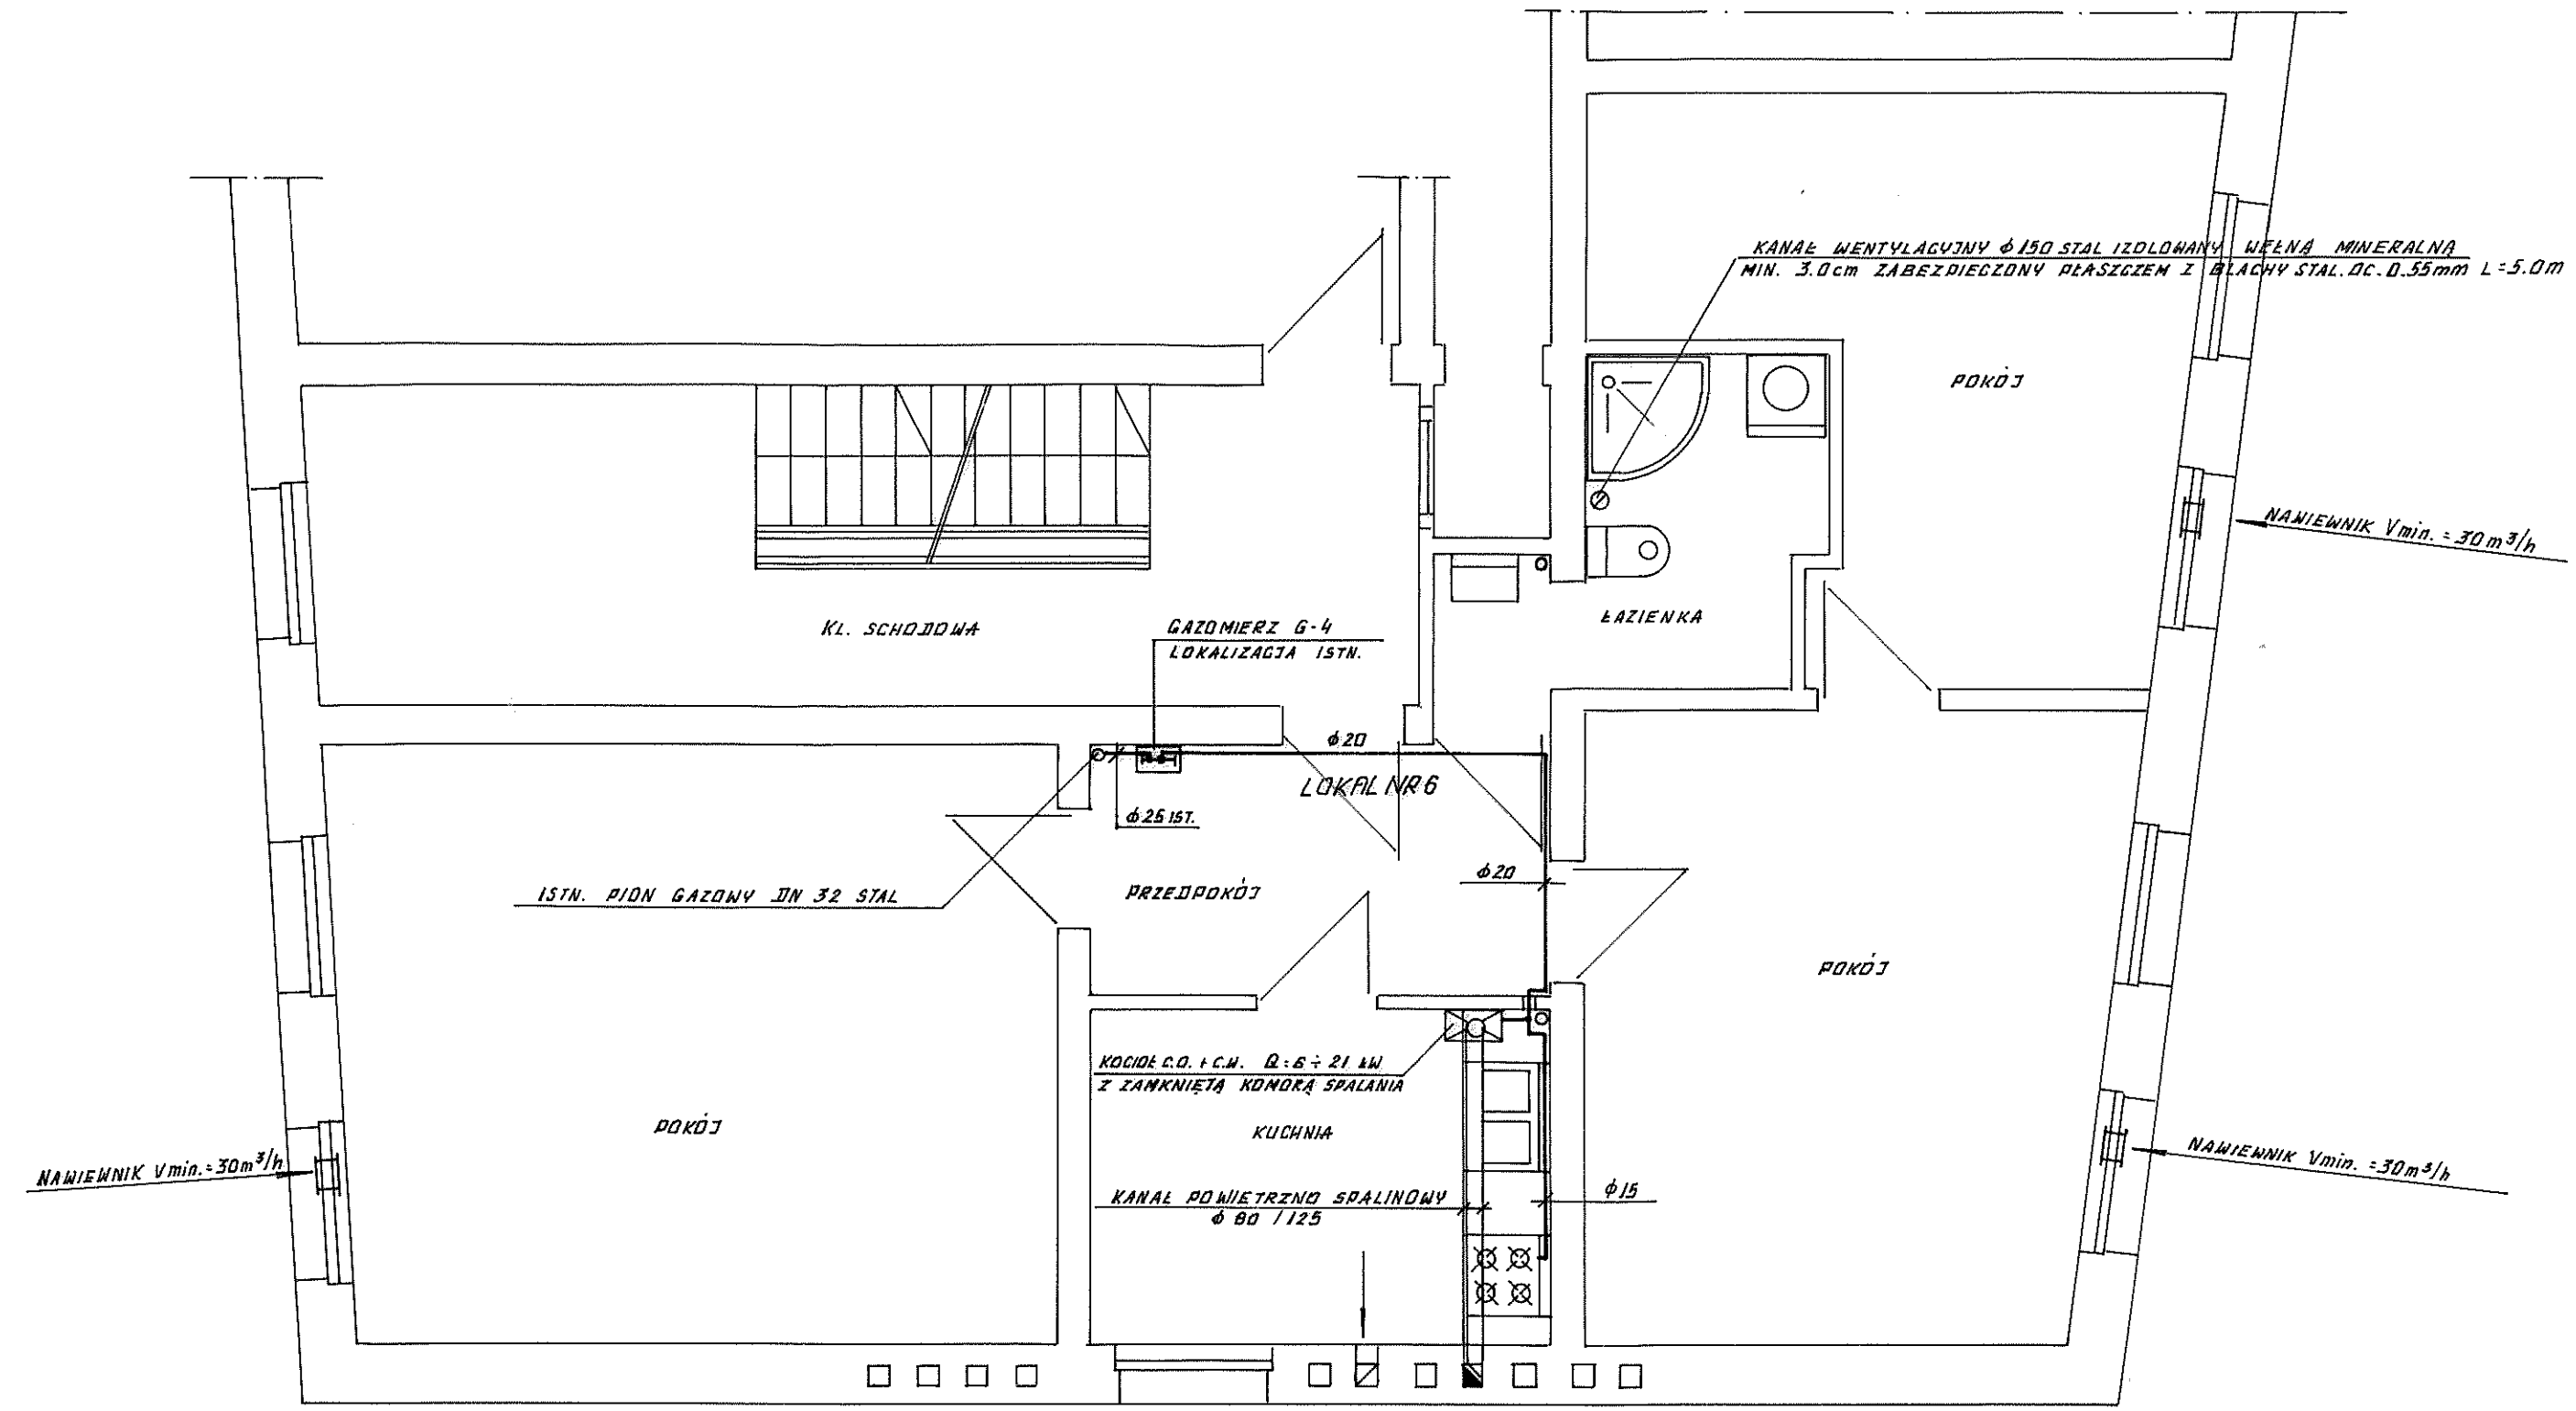 KANAŁ WENTYLACYJNY ϕ 150 STAL IZOLOWANY WEŁNĄ MINERALNĄ
MIN. 3.0cm ZABEZPIECZONY PŁASZCZEM Z BLACHY STAL. OC. 0.55mm L=5.0m
POKÓJ
NAWIEWNIK Vmin. = 30m³/h
ŁAZIENKA
KL. SCHODOWA
GAZOMIERZ G-4
LOKALIZACJA ISTN.
ϕ20
LOKAL NR 6
ϕ25 IST.
ϕ20
ISTN. PION GAZOWY DN 32 STAL
PRZEDPOKÓJ
POKÓJ
KOCIOŁ C.O. i C.W. Q=6÷21 kW
Z ZAMKNIĘTĄ KOMORĄ SPALANIA
POKÓJ
KUCHNIA
NAWIEWNIK Vmin.=30m³/h
NAWIEWNIK Vmin. =30m³/h
KANAŁ POWIETRZNO SPALINOWY
ϕ 80 /125
ϕ15